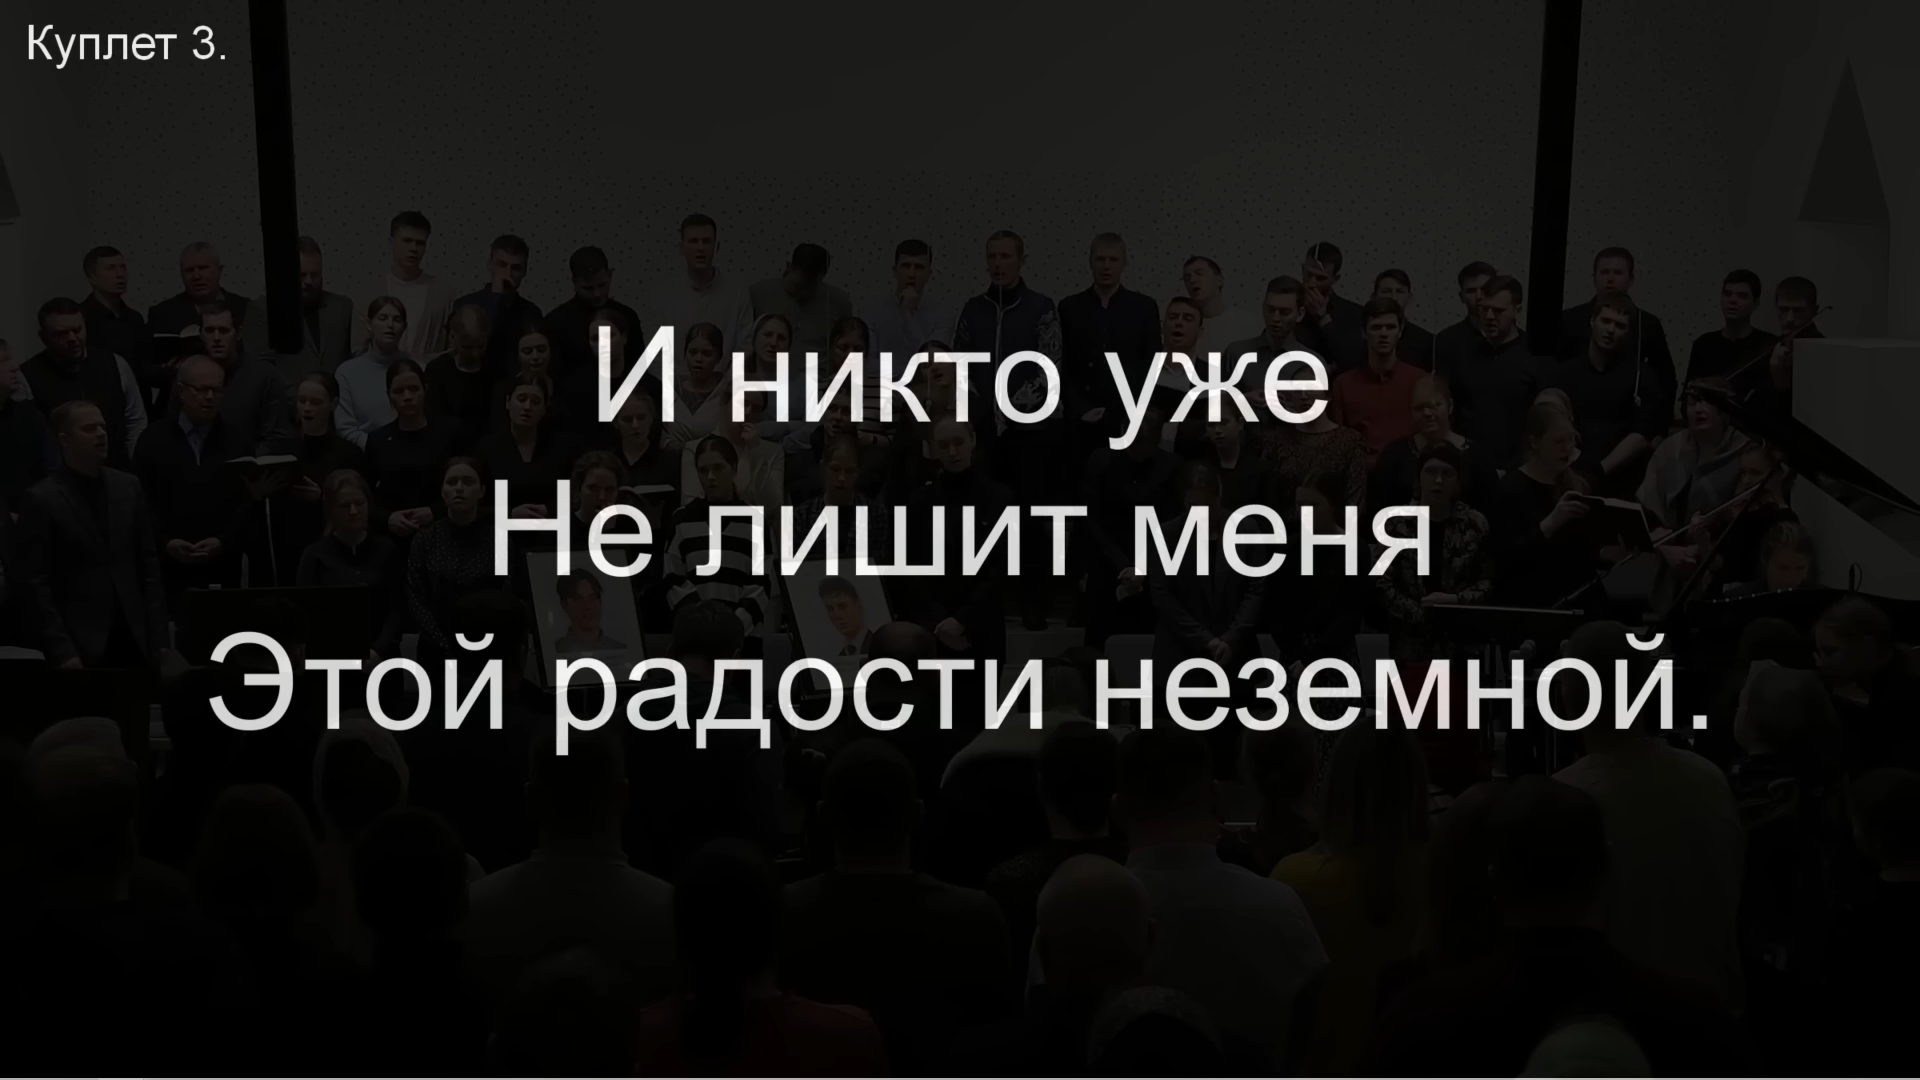 Куплет 3.
И никто уже
Не лишит меня
Этой радости неземной.